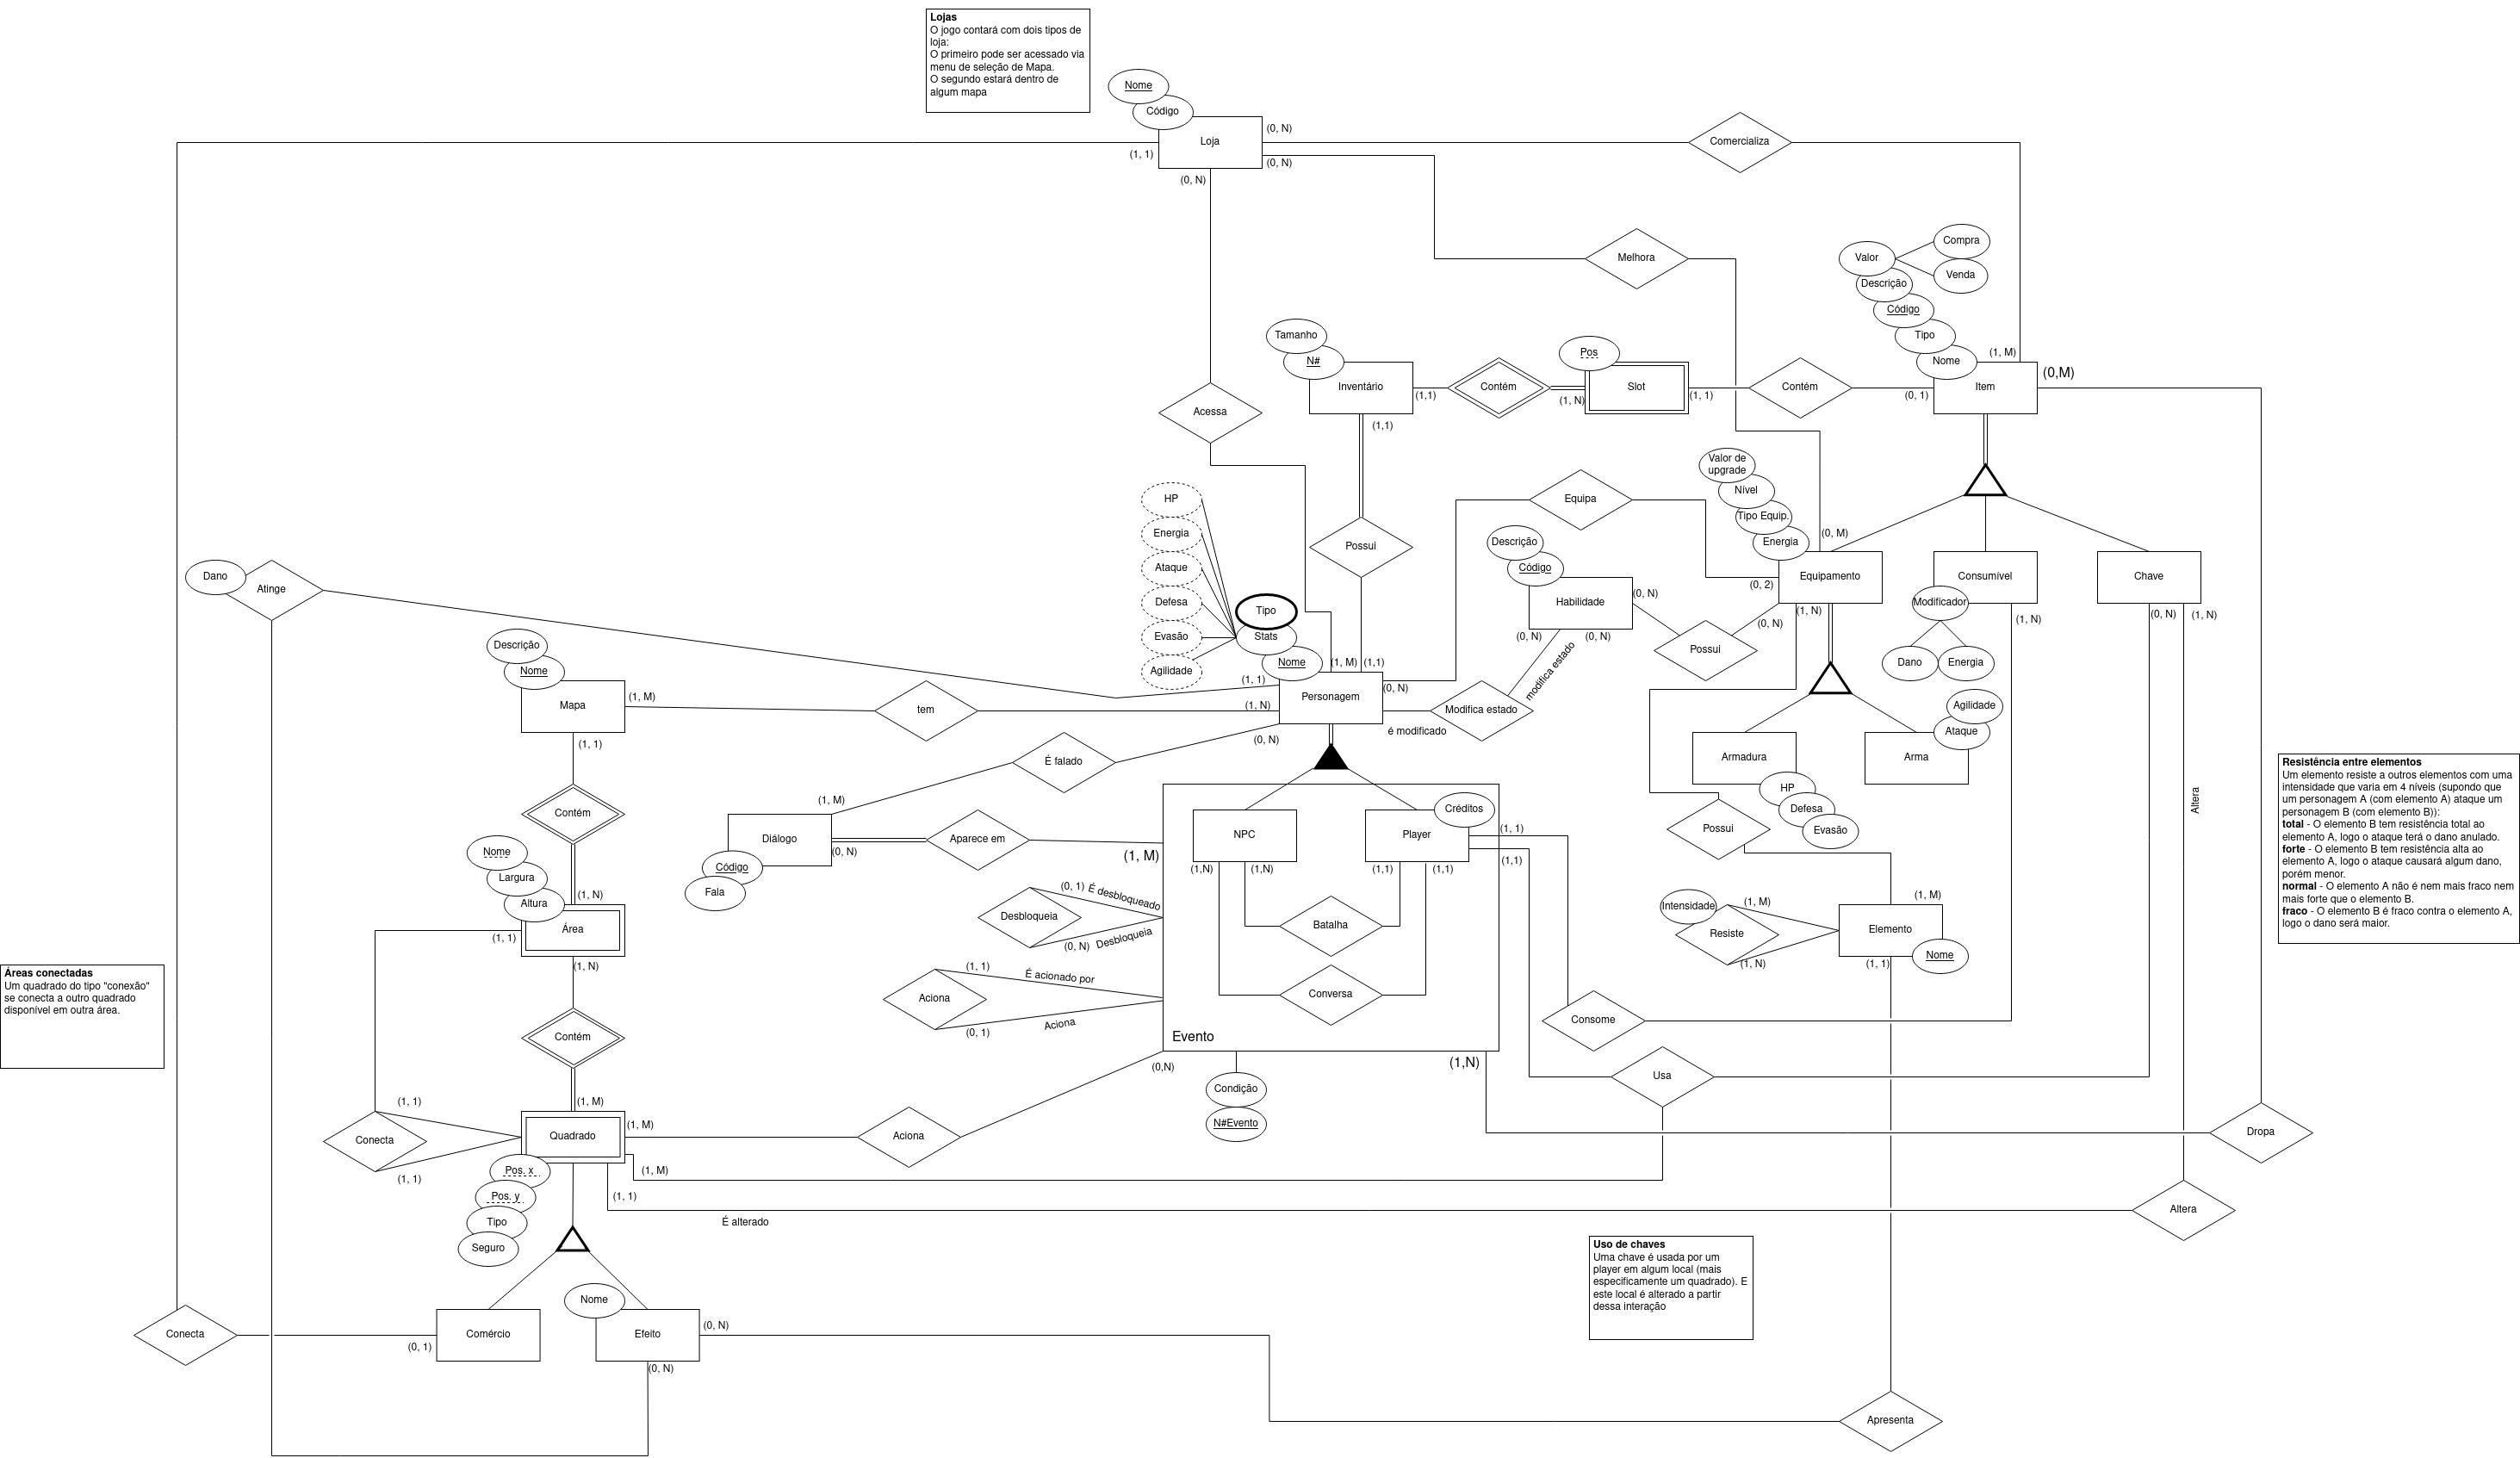 Lojas
O jogo contará com dois tipos de
loja:
O primeiro pode ser acessado via
menu de seleção de Mapa.
O segundo estará dentro de
algum mapa
Nome
Código
Loja
(0, N)
(0, N)
(1, 1)
(0, N)
Comercializa
Melhora
Compra
Valor
Venda
Descrição
Código
Tipo
Nome
(1, M)
(0,M)
Item
(0, 1)
Tamanho
N#
Inventário
(1,1)
(1,1)
Contém
Pos
Slot
(1, N)
(1, 1)
Contém
Acessa
Valor de
upgrade
Nível
Tipo Equip.
Energia
(0, M)
Equipamento
(0, 2)
(1, N)
(0, N)
Equipa
Descrição
Código
Habilidade
(0, N)
(0, N)
(0, N)
Possui
Consumível
Modificador
Dano
Energia
(1, N)
Chave
(0, N)
(1, N)
HP
Energia
Ataque
Defesa
Evasão
Agilidade
Tipo
Stats
Nome
Possui
(1, M)
(1,1)
Personagem
(1, 1)
(1, N)
(0, N)
(0, N)
modifica estado
Modifica estado
é modificado
Dano
Atinge
Descrição
Nome
Mapa
(1, M)
(1, 1)
tem
É falado
(1, M)
Diálogo
(0, N)
Código
Fala
Aparece em
(1, M)
Armadura
HP
Defesa
Evasão
Agilidade
Ataque
Arma
Altera
Possui
Contém
NPC
Player
Créditos
(1, 1)
(1,1)
(1,N)
(1,N)
(1,1)
(1,1)
Batalha
Conversa
Evento
(1,N)
(0,N)
Condição
N#Evento
Desbloqueia
(0, 1)
É desbloqueado
(0, N)
Desbloqueia
Aciona
(1, 1)
É acionado por
(0, 1)
Aciona
Nome
Largura
Altura
(1, N)
Área
(1, 1)
(1, N)
Contém
(1, M)
Quadrado
(1, M)
(1, M)
(1, 1)
Pos. x
Pos. y
Tipo
Seguro
Conecta
(1, 1)
(1, 1)
Aciona
É alterado
Intensidade
Resiste
(1, M)
(1, N)
Elemento
(1, M)
(1, 1)
Nome
Consome
Usa
Dropa
Altera
Resistência entre elementos
Um elemento resiste a outros elementos com uma
intensidade que varia em 4 níveis (supondo que
um personagem A (com elemento A) ataque um
personagem B (com elemento B)):
total - O elemento B tem resistência total ao
elemento A, logo o ataque terá o dano anulado.
forte - O elemento B tem resistência alta ao
elemento A, logo o ataque causará algum dano,
porém menor.
normal - O elemento A não é nem mais fraco nem
mais forte que o elemento B.
fraco - O elemento B é fraco contra o elemento A,
logo o dano será maior.
Áreas conectadas
Um quadrado do tipo "conexão"
se conecta a outro quadrado
disponível em outra área.
Uso de chaves
Uma chave é usada por um
player em algum local (mais
especificamente um quadrado). E
este local é alterado a partir
dessa interação
Conecta
(0, 1)
Comércio
Nome
Efeito
(0, N)
(0, N)
Apresenta